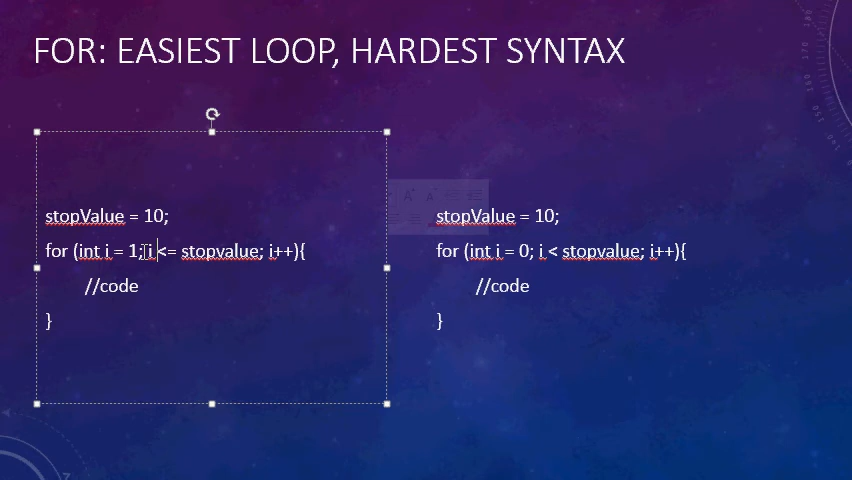 FOR: EASIEST LOOP, HARDEST SYNTAX
stopValue = 10;
for (int i = 1; i <= stopvalue; i++){
//code
}
stopValue = 10;
for (int i = 0; i < stopvalue; i++){
//code
}